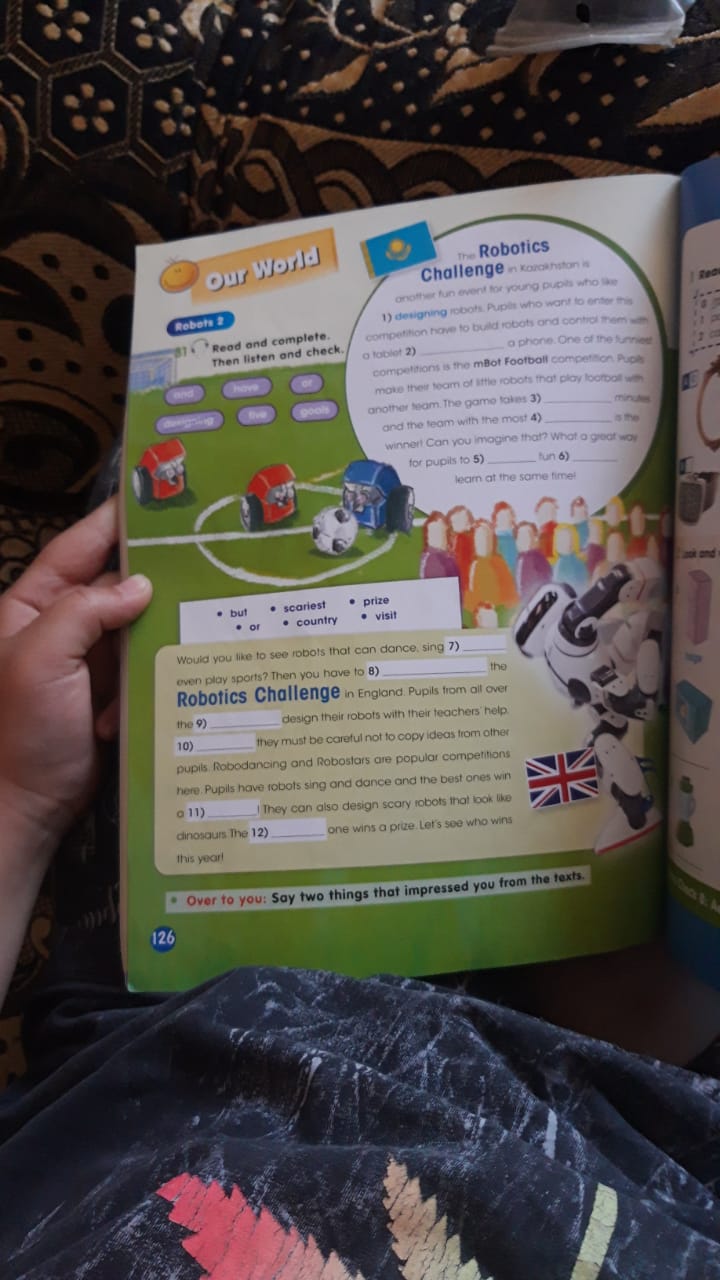 Our World
Robots 2
Read and complete.
Then listen and check.
and
have
or
designing
five
goals
The Robotics
Challenge in Kazakhstan is
another fun event for young pupils who like
1) designing robots. Pupils who want to enter this
competition have to build robots and control them with
a tablet 2) ____________ a phone. One of the funniest
competitions is the mBot Football competition. Pupils
make their team of little robots that play football with
another team. The game takes 3) __________ minutes
and the team with the most 4) __________ is the
winner! Can you imagine that? What a great way
for pupils to 5) _______ fun 6) _______
learn at the same time!
• but • scariest • prize
• or • country • visit
Would you like to see robots that can dance, sing 7) _______
even play sports? Then you have to 8) ________________ the
Robotics Challenge in England. Pupils from all over
the 9) ___________ design their robots with their teachers' help.
10) _________ they must be careful not to copy ideas from other
pupils. Robodancing and Robostars are popular competitions
here. Pupils have robots sing and dance and the best ones win
a 11) ________! They can also design scary robots that look like
dinosaurs. The 12) _________ one wins a prize. Let's see who wins
this year!
• Over to you: Say two things that impressed you from the texts.
126